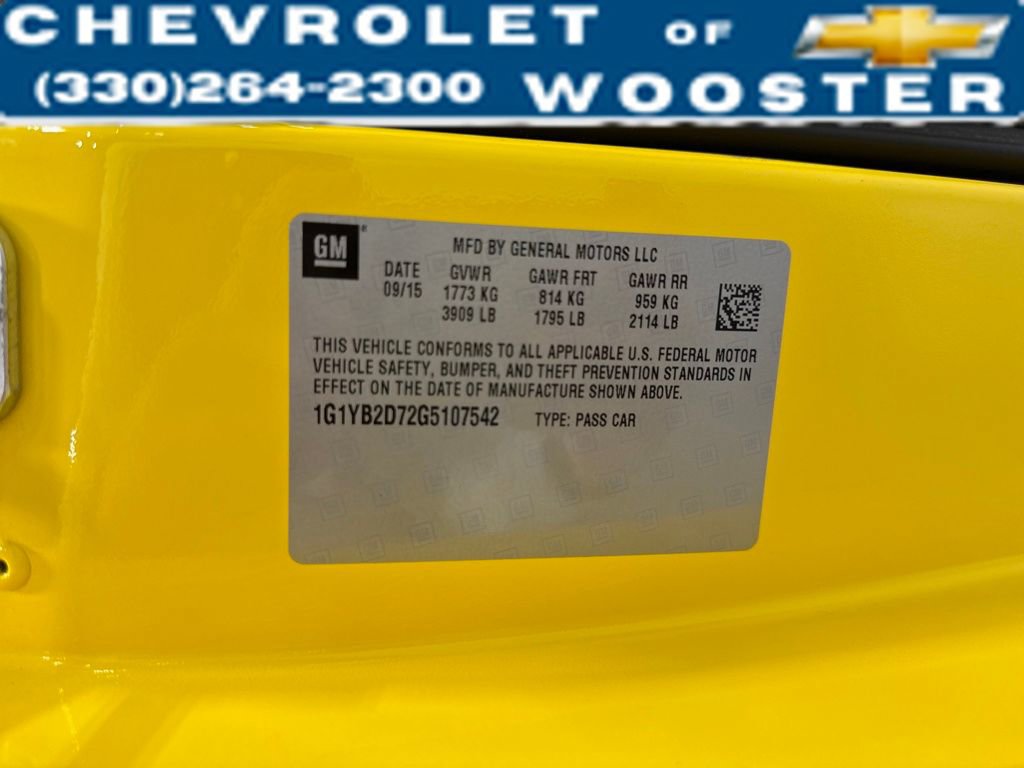 CHEVROLET OF
(330)264-2300 WOOSTER
GM®
MFD BY GENERAL MOTORS LLC
DATE GVWR GAWR FRT GAWR RR
09/15 1773 KG 814 KG 959 KG
3909 LB 1795 LB 2114 LB
THIS VEHICLE CONFORMS TO ALL APPLICABLE U.S. FEDERAL MOTOR
VEHICLE SAFETY, BUMPER, AND THEFT PREVENTION STANDARDS IN
EFFECT ON THE DATE OF MANUFACTURE SHOWN ABOVE.
1G1YB2D72G5107542 TYPE: PASS CAR